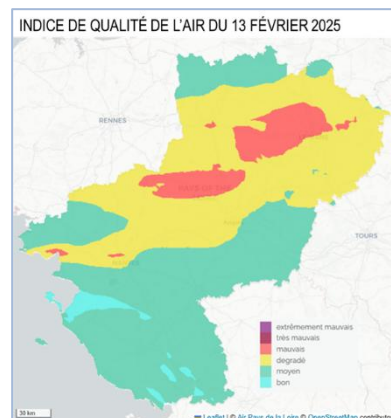 INDICE DE QUALITÉ DE L'AIR DU 13 FÉVRIER 2025
RENNES
TOURS
extrêmement mauvais
très mauvais
mauvais
dégradé
moyen
bon
30 km
Leaflet | © Air Pays de la Loire © OpenStreetMap contributors